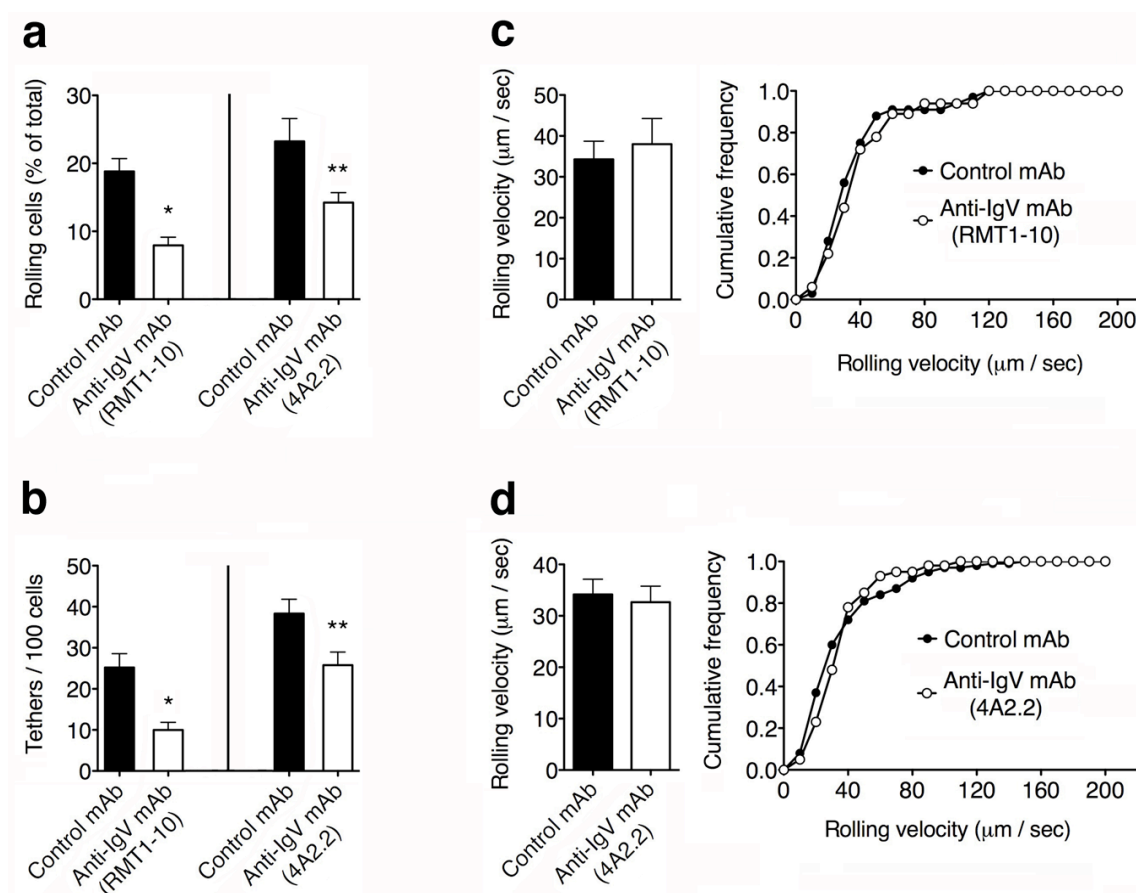 a
Rolling cells (% of total)
30
20
10
0
*
**
Control mAb
Anti-IgV mAb
(RMT1-10)
Control mAb
Anti-IgV mAb
(4A2.2)
c
Rolling velocity (μm / sec)
50
40
30
20
10
0
Control mAb
Anti-IgV mAb
(RMT1-10)
Cumulative frequency
1.0
0.8
0.6
0.4
0.2
0.0
Control mAb
Anti-IgV mAb
(RMT1-10)
0 40 80 120 160 200
Rolling velocity (μm / sec)
b
Tethers / 100 cells
50
40
30
20
10
0
*
**
Control mAb
Anti-IgV mAb
(RMT1-10)
Control mAb
Anti-IgV mAb
(4A2.2)
d
Rolling velocity (μm / sec)
40
30
20
10
0
Control mAb
Anti-IgV mAb
(4A2.2)
Cumulative frequency
1.0
0.8
0.6
0.4
0.2
0.0
Control mAb
Anti-IgV mAb
(4A2.2)
0 40 80 120 160 200
Rolling velocity (μm / sec)